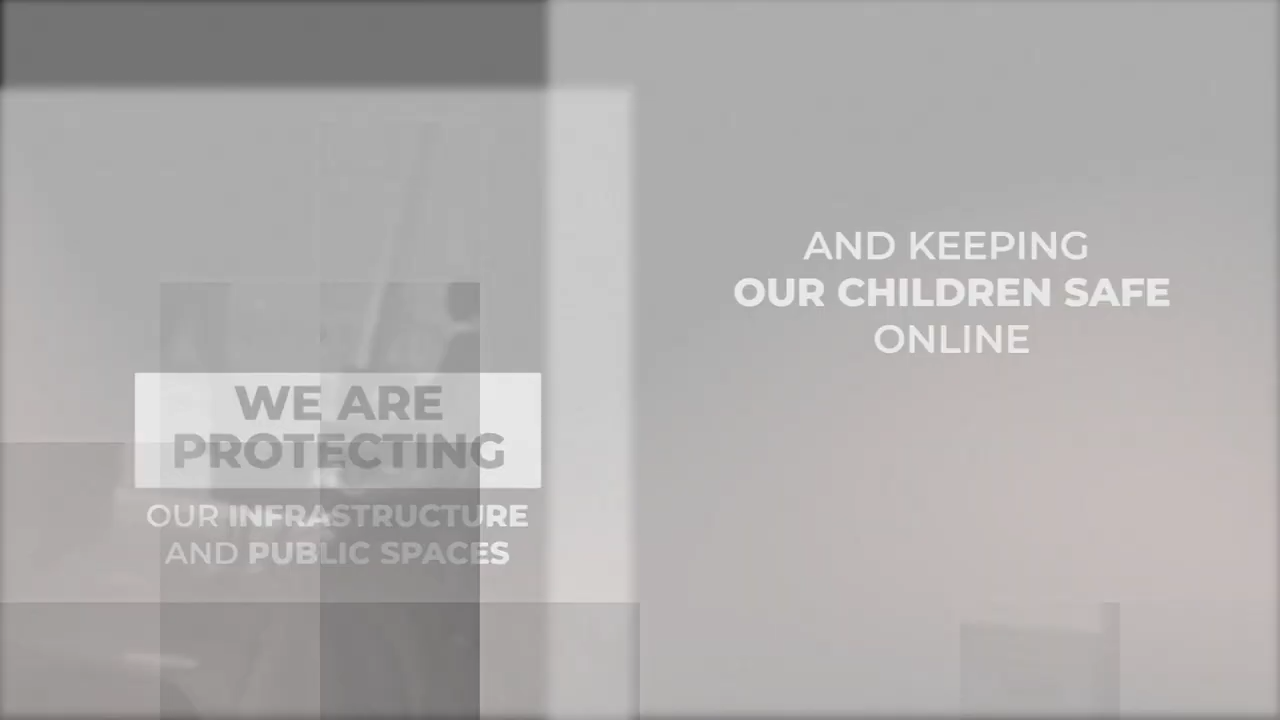 WE ARE
PROTECTING
OUR INFRASTRUCTURE
AND PUBLIC SPACES
AND KEEPING
OUR CHILDREN SAFE
ONLINE